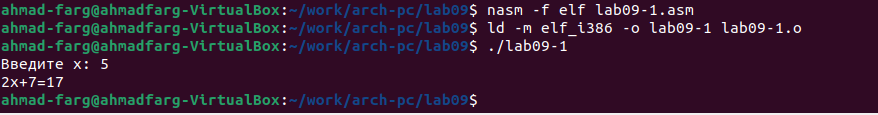 ahmad-farg@ahmadfarg-VirtualBox:~/work/arch-pc/lab09$ nasm -f elf lab09-1.asm
ahmad-farg@ahmadfarg-VirtualBox:~/work/arch-pc/lab09$ ld -m elf_i386 -o lab09-1 lab09-1.o
ahmad-farg@ahmadfarg-VirtualBox:~/work/arch-pc/lab09$ ./lab09-1
Введите x: 5
2x+7=17
ahmad-farg@ahmadfarg-VirtualBox:~/work/arch-pc/lab09$